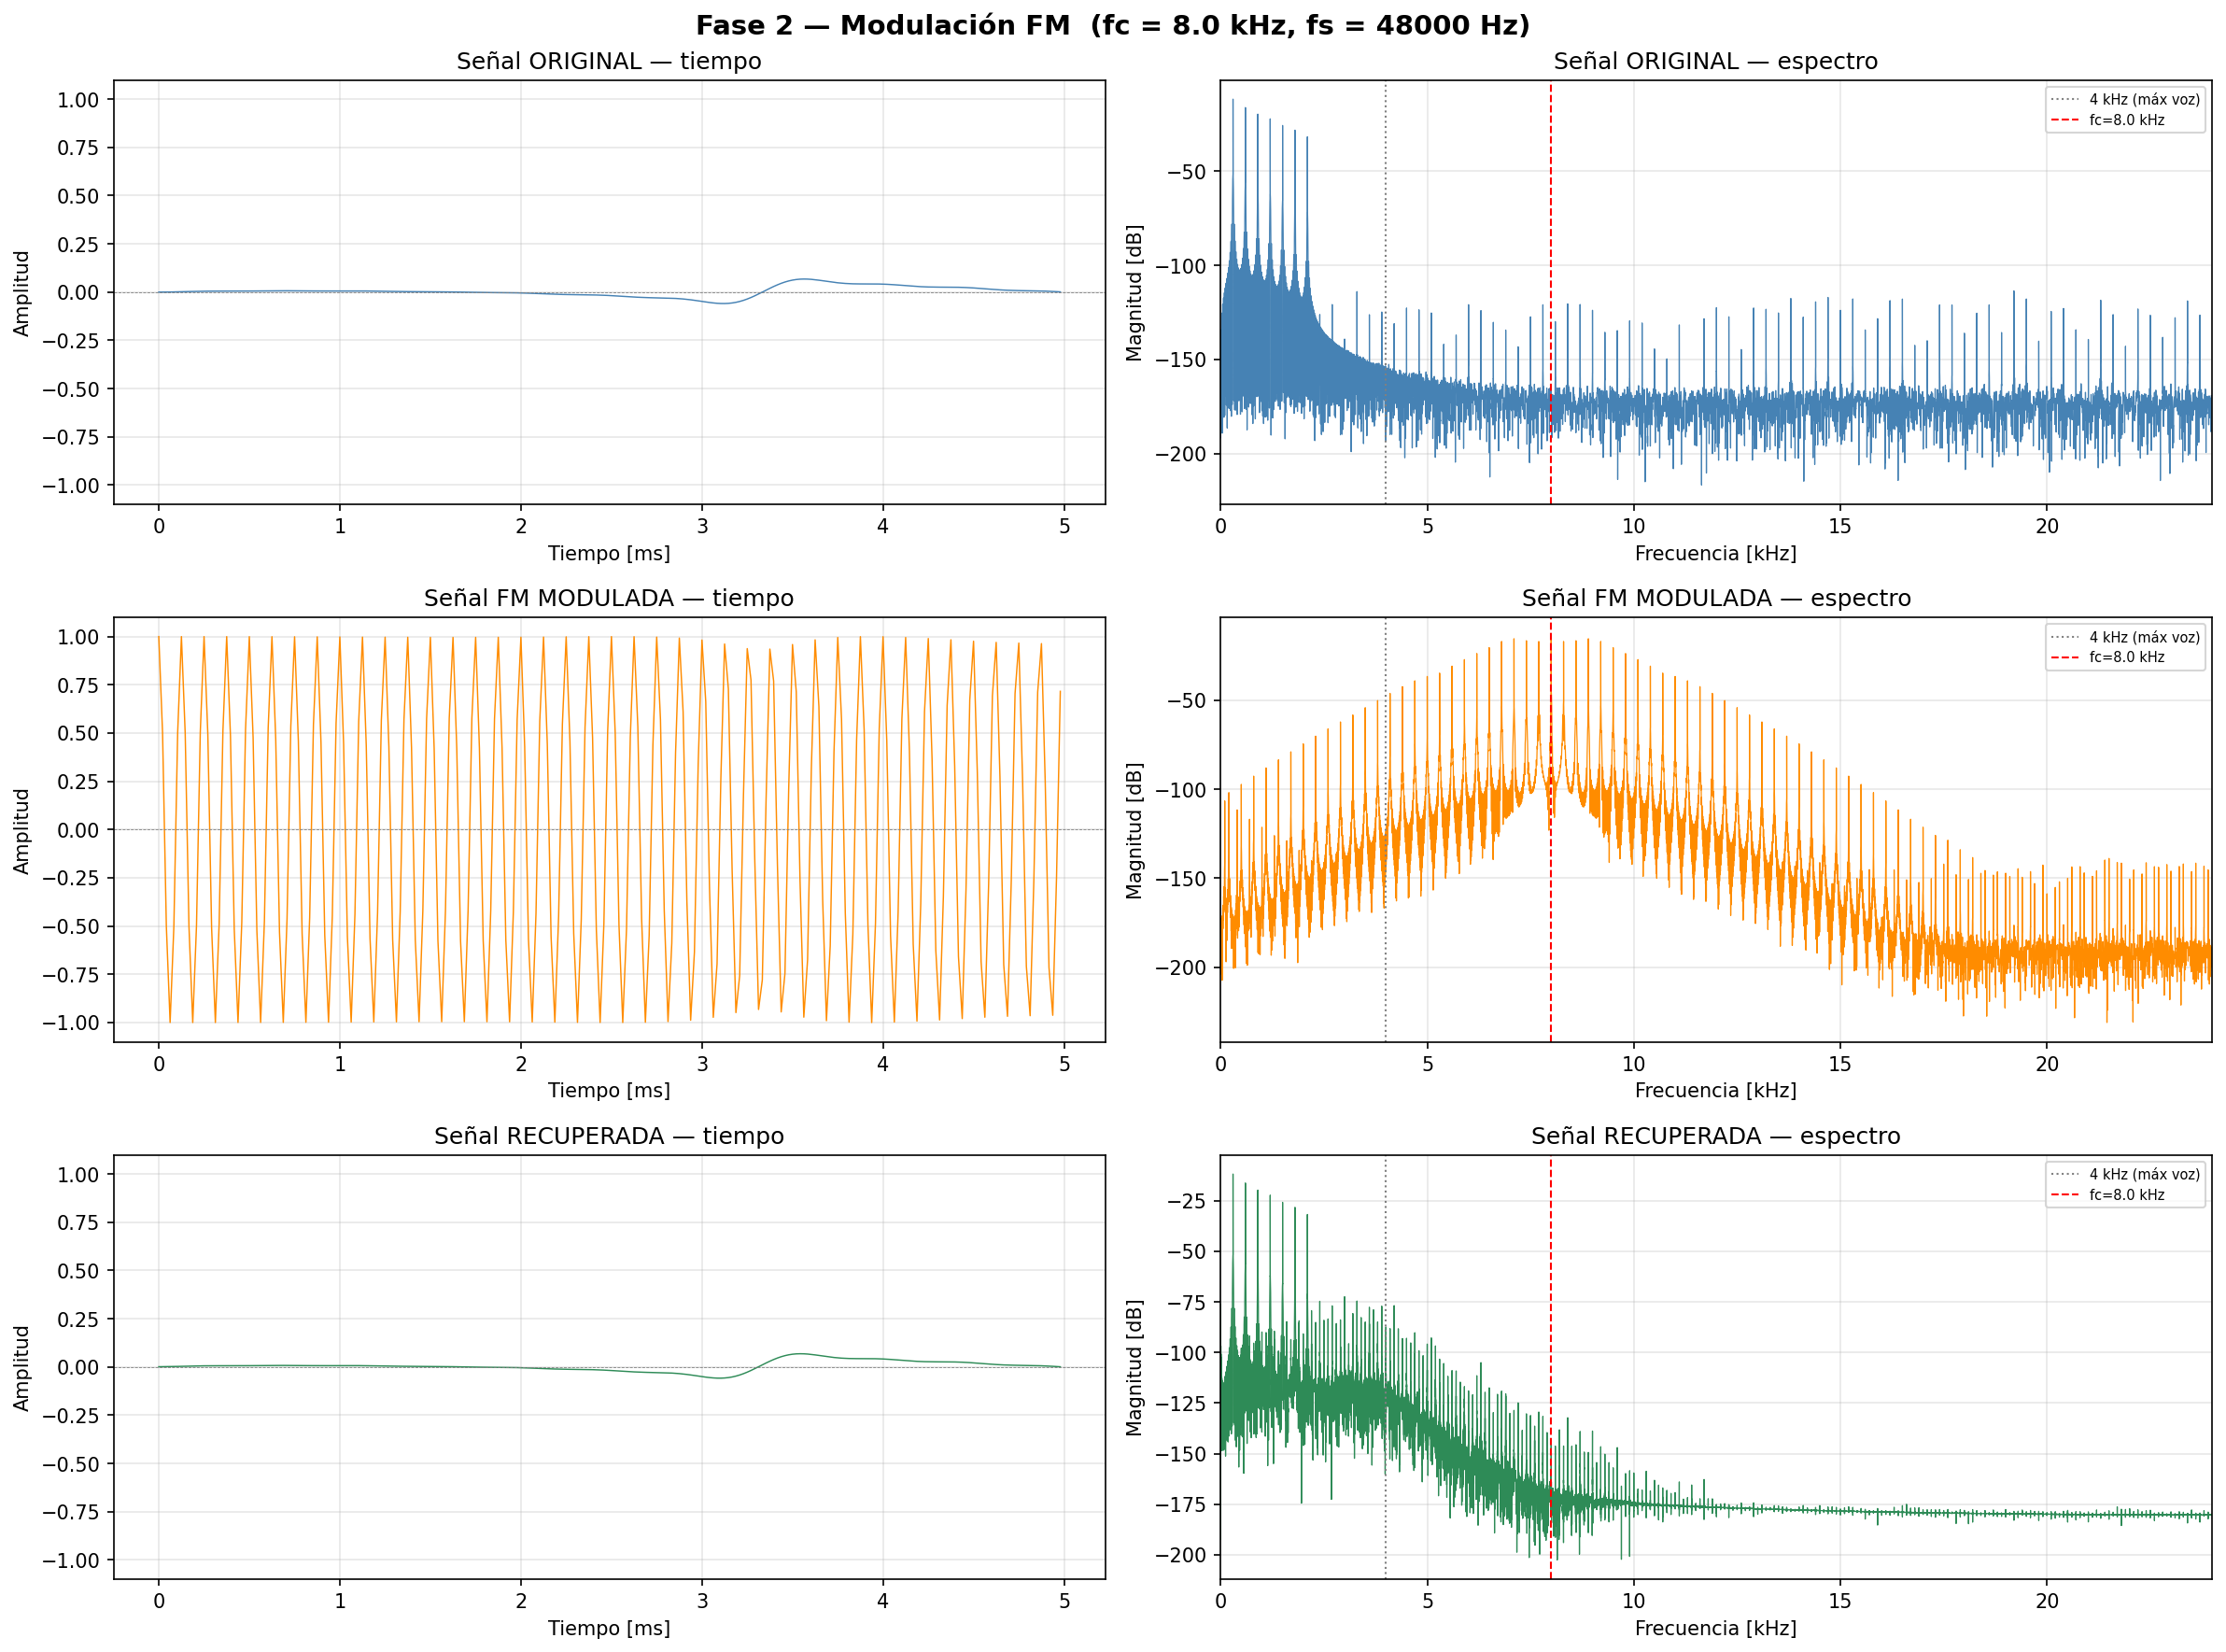 Fase 2 — Modulación FM (fc = 8.0 kHz, fs = 48000 Hz)
Señal ORIGINAL — tiempo
1.00
0.75
0.50
0.25
0.00
−0.25
−0.50
−0.75
−1.00
Amplitud
0 1 2 3 4 5
Tiempo [ms]
Señal ORIGINAL — espectro
4 kHz (máx voz)
fc=8.0 kHz
−50
−100
−150
−200
Magnitud [dB]
0 5 10 15 20
Frecuencia [kHz]
Señal FM MODULADA — tiempo
1.00
0.75
0.50
0.25
0.00
−0.25
−0.50
−0.75
−1.00
Amplitud
0 1 2 3 4 5
Tiempo [ms]
Señal FM MODULADA — espectro
4 kHz (máx voz)
fc=8.0 kHz
−50
−100
−150
−200
Magnitud [dB]
0 5 10 15 20
Frecuencia [kHz]
Señal RECUPERADA — tiempo
1.00
0.75
0.50
0.25
0.00
−0.25
−0.50
−0.75
−1.00
Amplitud
0 1 2 3 4 5
Tiempo [ms]
Señal RECUPERADA — espectro
4 kHz (máx voz)
fc=8.0 kHz
−25
−50
−75
−100
−125
−150
−175
−200
Magnitud [dB]
0 5 10 15 20
Frecuencia [kHz]